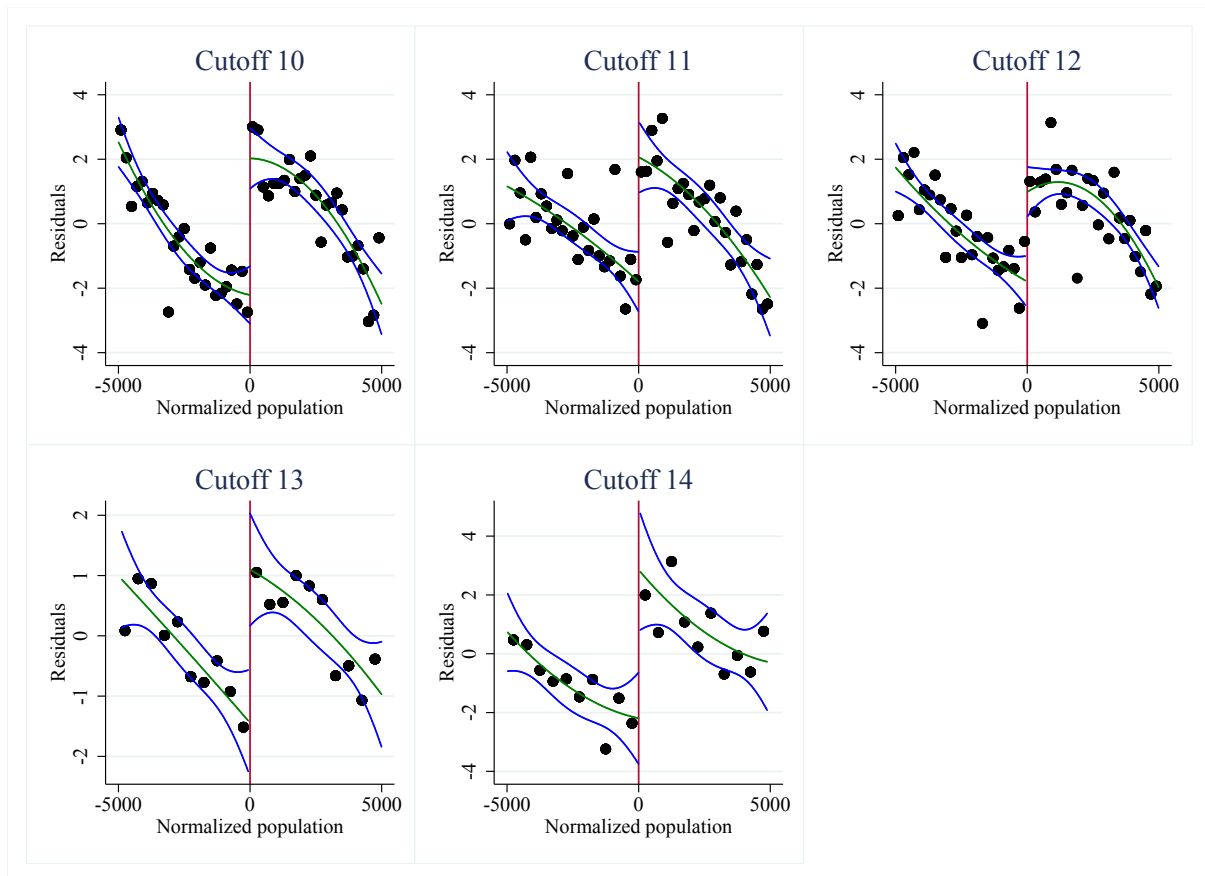 Cutoff 10
4
2
0
-2
-4
Residuals
-5000 0 5000
Normalized population
Cutoff 11
4
2
0
-2
-4
Residuals
-5000 0 5000
Normalized population
Cutoff 12
4
2
0
-2
-4
Residuals
-5000 0 5000
Normalized population
Cutoff 13
2
1
0
-1
-2
Residuals
-5000 0 5000
Normalized population
Cutoff 14
4
2
0
-2
-4
Residuals
-5000 0 5000
Normalized population